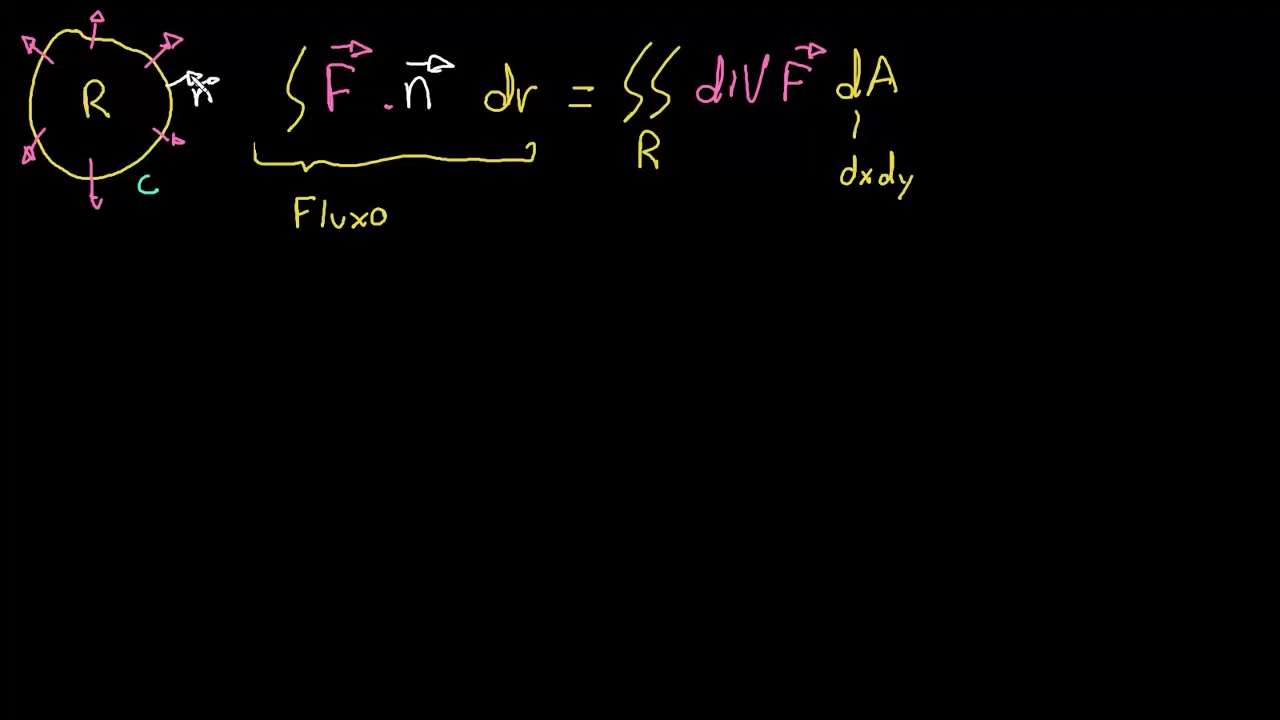 R n⃗ ∫ F⃗ . n⃗ dr = ∬ div F⃗ dA
R
C dxdy
Fluxo